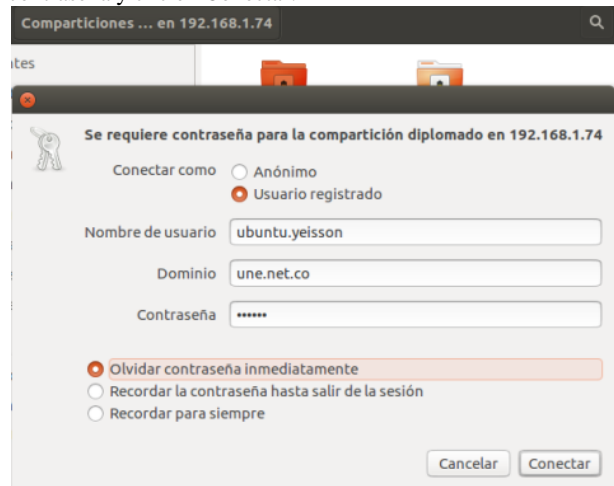 Comparticiones ... en 192.168.1.74
tes
Se requiere contraseña para la compartición diplomado en 192.168.1.74
Conectar como
Anónimo
Usuario registrado
Nombre de usuario ubuntu.yeisson
Dominio une.net.co
Contraseña ••••••
Olvidar contraseña inmediatamente
Recordar la contraseña hasta salir de la sesión
Recordar para siempre
Cancelar Conectar